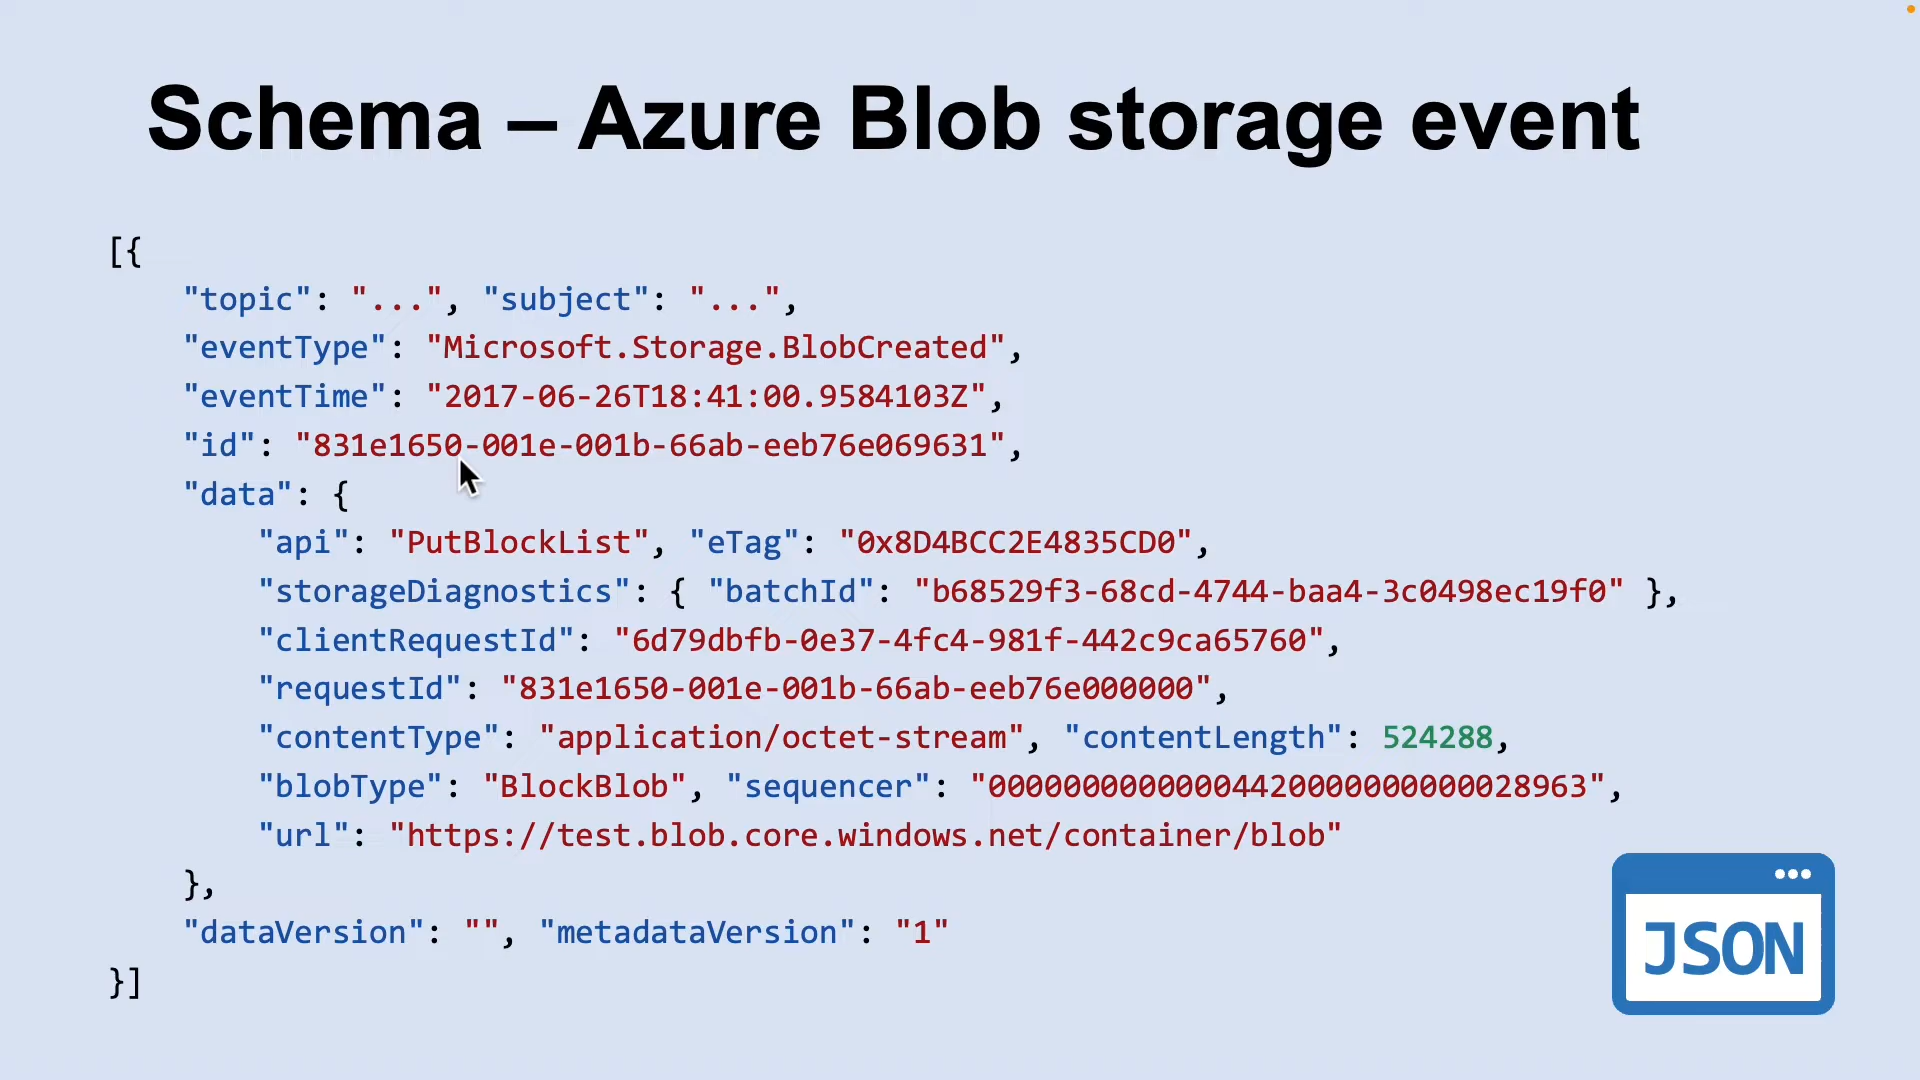 Schema – Azure Blob storage event
[{
"topic": "...", "subject": "...",
"eventType": "Microsoft.Storage.BlobCreated",
"eventTime": "2017-06-26T18:41:00.9584103Z",
"id": "831e1650-001e-001b-66ab-eeb76e069631",
"data": {
"api": "PutBlockList", "eTag": "0x8D4BCC2E4835CD0",
"storageDiagnostics": { "batchId": "b68529f3-68cd-4744-baa4-3c0498ec19f0" },
"clientRequestId": "6d79dbfb-0e37-4fc4-981f-442c9ca65760",
"requestId": "831e1650-001e-001b-66ab-eeb76e000000",
"contentType": "application/octet-stream", "contentLength": 524288,
"blobType": "BlockBlob", "sequencer": "00000000000004420000000000028963",
"url": "https://test.blob.core.windows.net/container/blob"
},
"dataVersion": "", "metadataVersion": "1"
}]
JSON